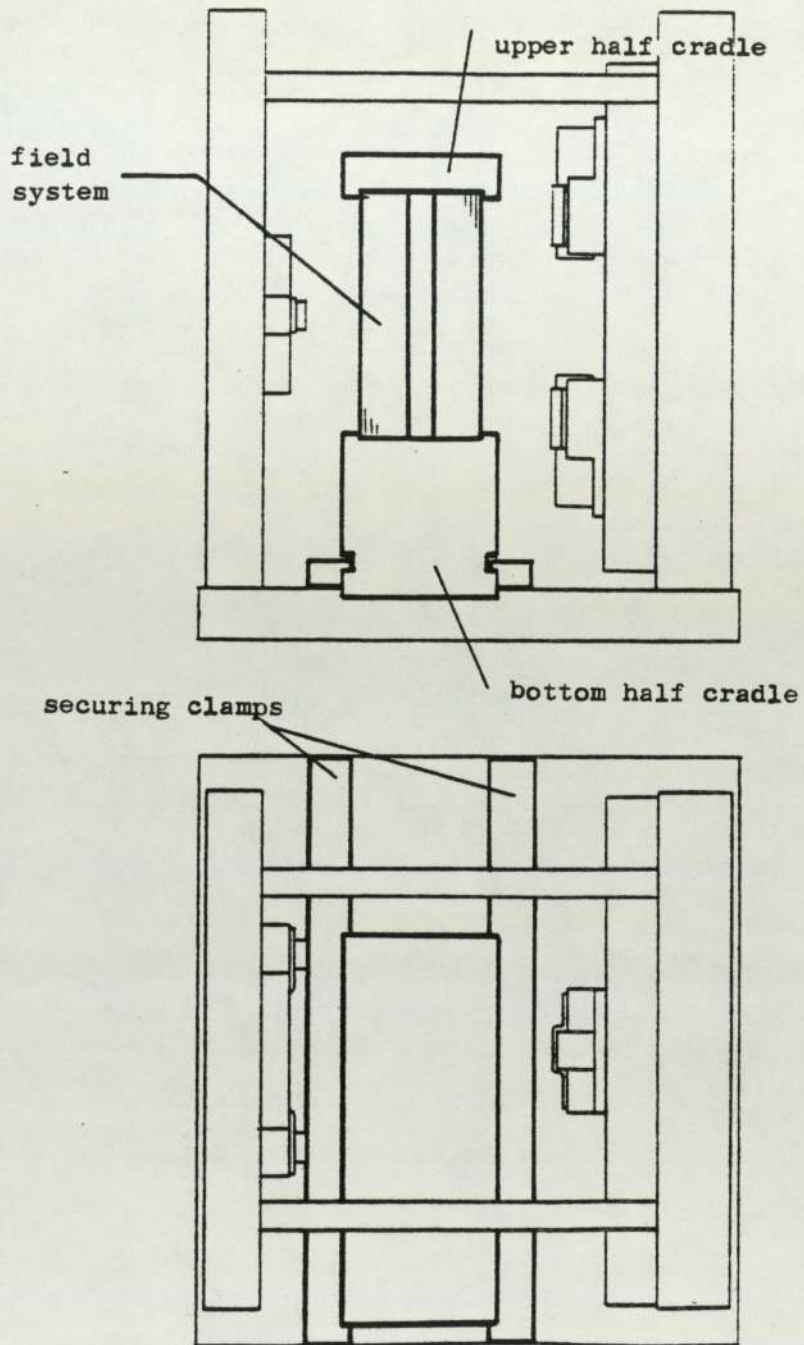 upper half cradle
field
system
bottom half cradle
securing clamps